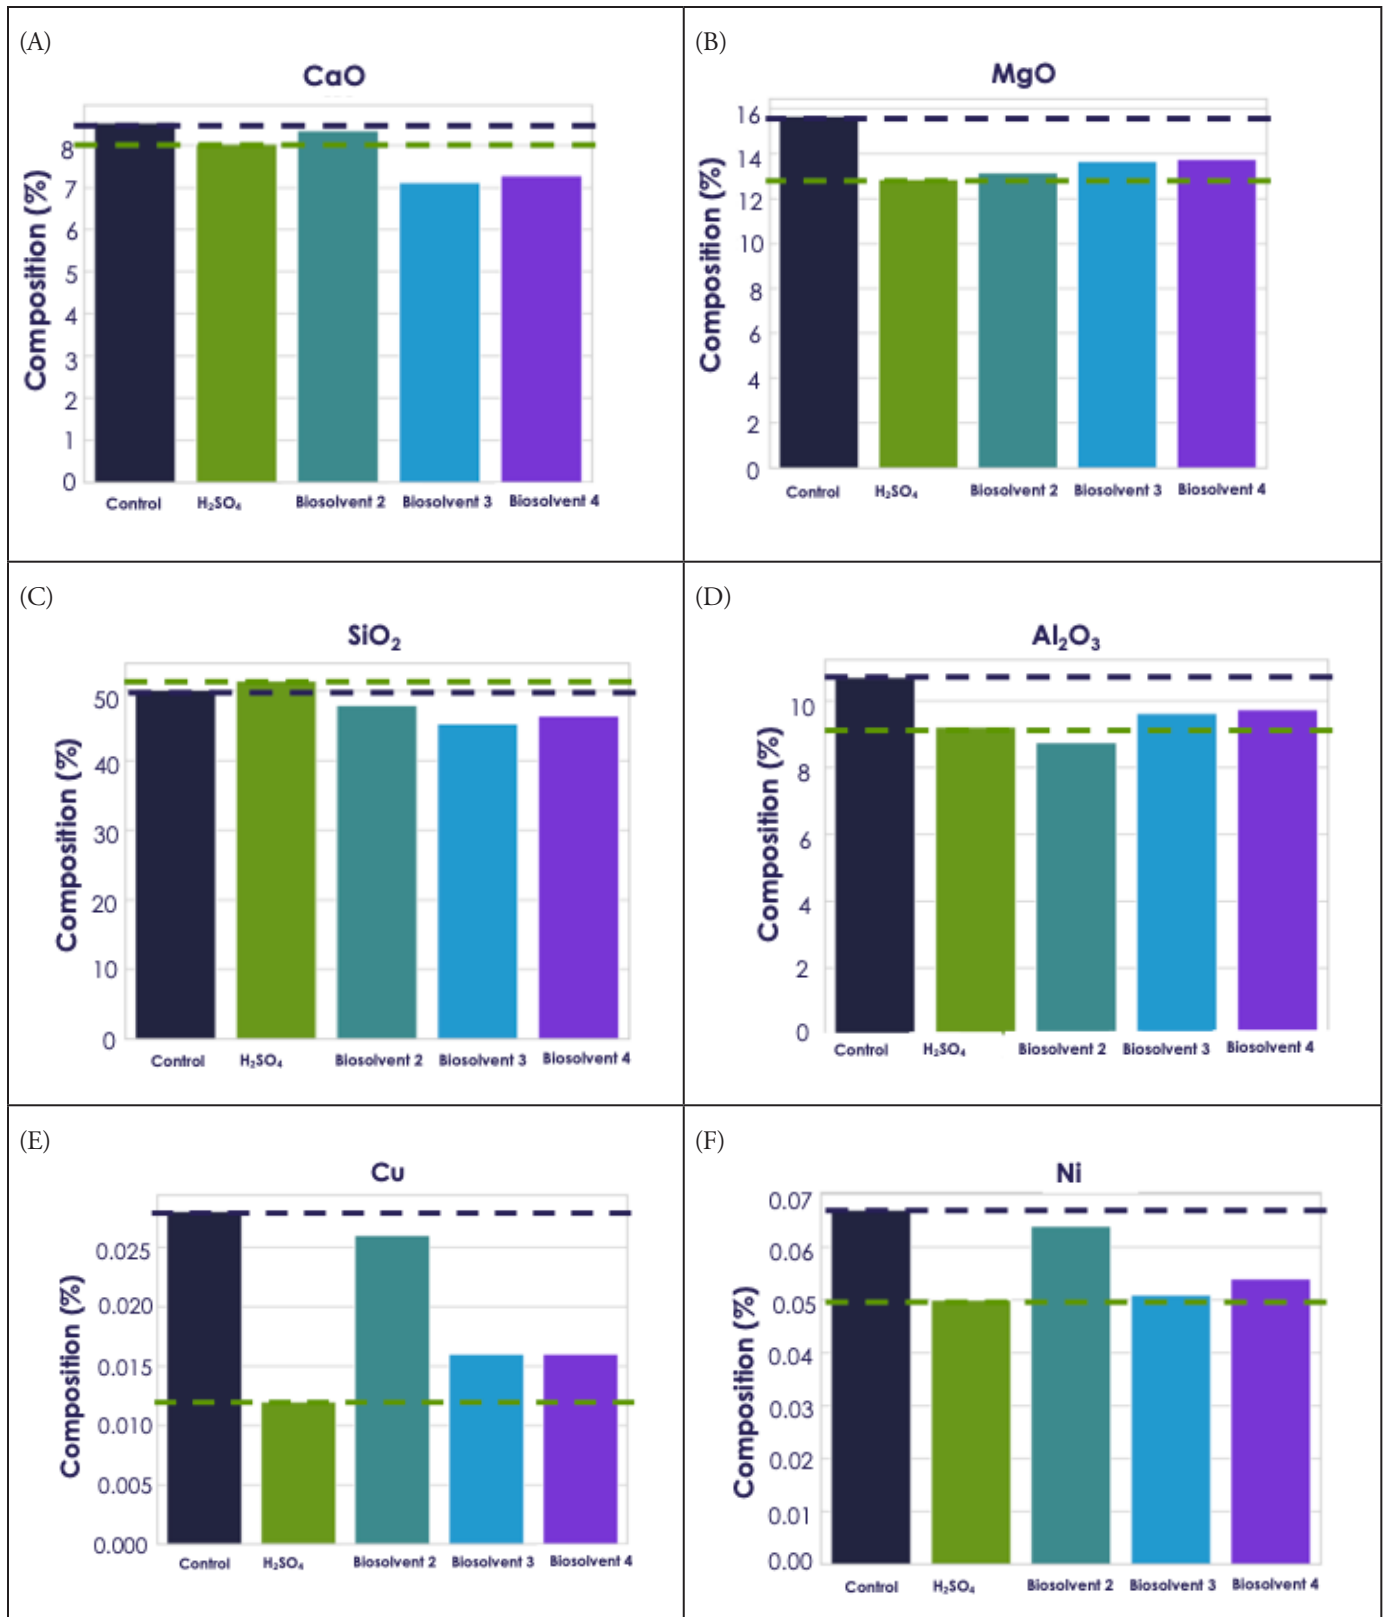 (A)
CaO
Composition (%)
8
7
6
5
4
3
2
1
0
Control H₂SO₄ Biosolvent 2 Biosolvent 3 Biosolvent 4
(B)
MgO
Composition (%)
16
14
12
10
8
6
4
2
0
Control H₂SO₄ Biosolvent 2 Biosolvent 3 Biosolvent 4
(C)
SiO₂
Composition (%)
50
40
30
20
10
0
Control H₂SO₄ Biosolvent 2 Biosolvent 3 Biosolvent 4
(D)
Al₂O₃
Composition (%)
10
8
6
4
2
0
Control H₂SO₄ Biosolvent 2 Biosolvent 3 Biosolvent 4
(E)
Cu
Composition (%)
0.025
0.020
0.015
0.010
0.005
0.000
Control H₂SO₄ Biosolvent 2 Biosolvent 3 Biosolvent 4
(F)
Ni
Composition (%)
0.07
0.06
0.05
0.04
0.03
0.02
0.01
0.00
Control H₂SO₄ Biosolvent 2 Biosolvent 3 Biosolvent 4